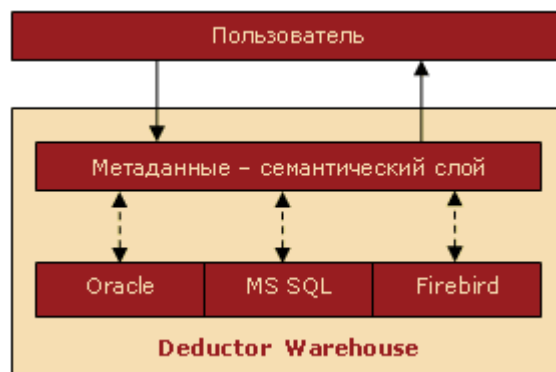 Пользователь
Метаданные – семантический слой
Oracle
MS SQL
Firebird
Deductor Warehouse